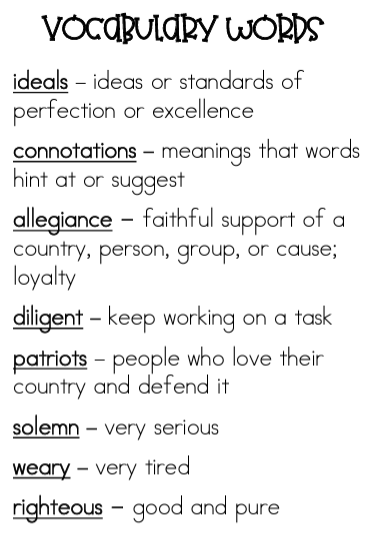 VOCABULARY WORDS
ideals – ideas or standards of
perfection or excellence
connotations – meanings that words
hint at or suggest
allegiance – faithful support of a
country, person, group, or cause;
loyalty
diligent – keep working on a task
patriots – people who love their
country and defend it
solemn – very serious
weary – very tired
righteous – good and pure